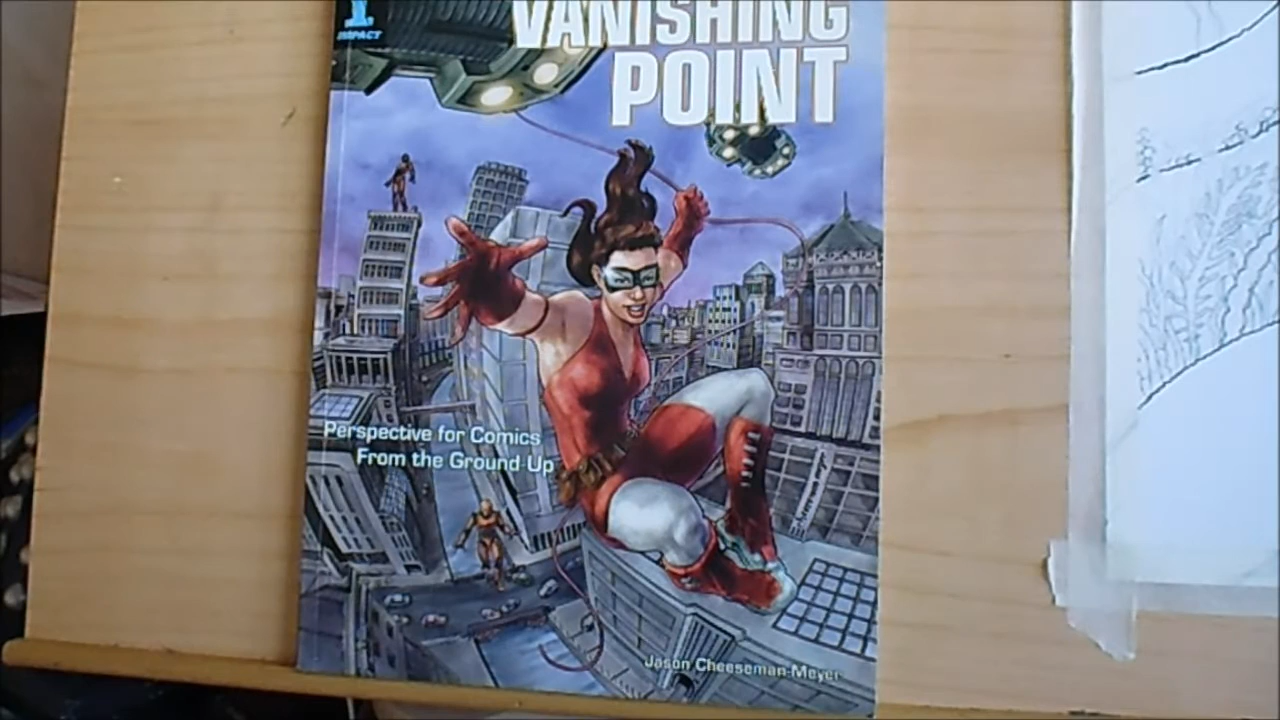 IMPACT
VANISHING
POINT
Perspective for Comics
From the Ground Up
Jason Cheeseman-Meyer